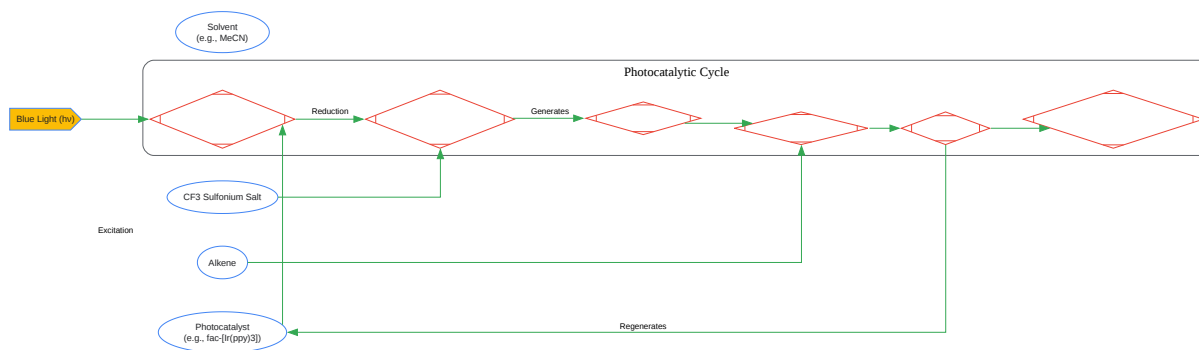 Solvent
(e.g., MeCN)
Photocatalytic Cycle
Blue Light (hν)
Reduction
Generates
CF3 Sulfonium Salt
Excitation
Alkene
Photocatalyst
(e.g., fac-[Ir(ppy)3])
Regenerates